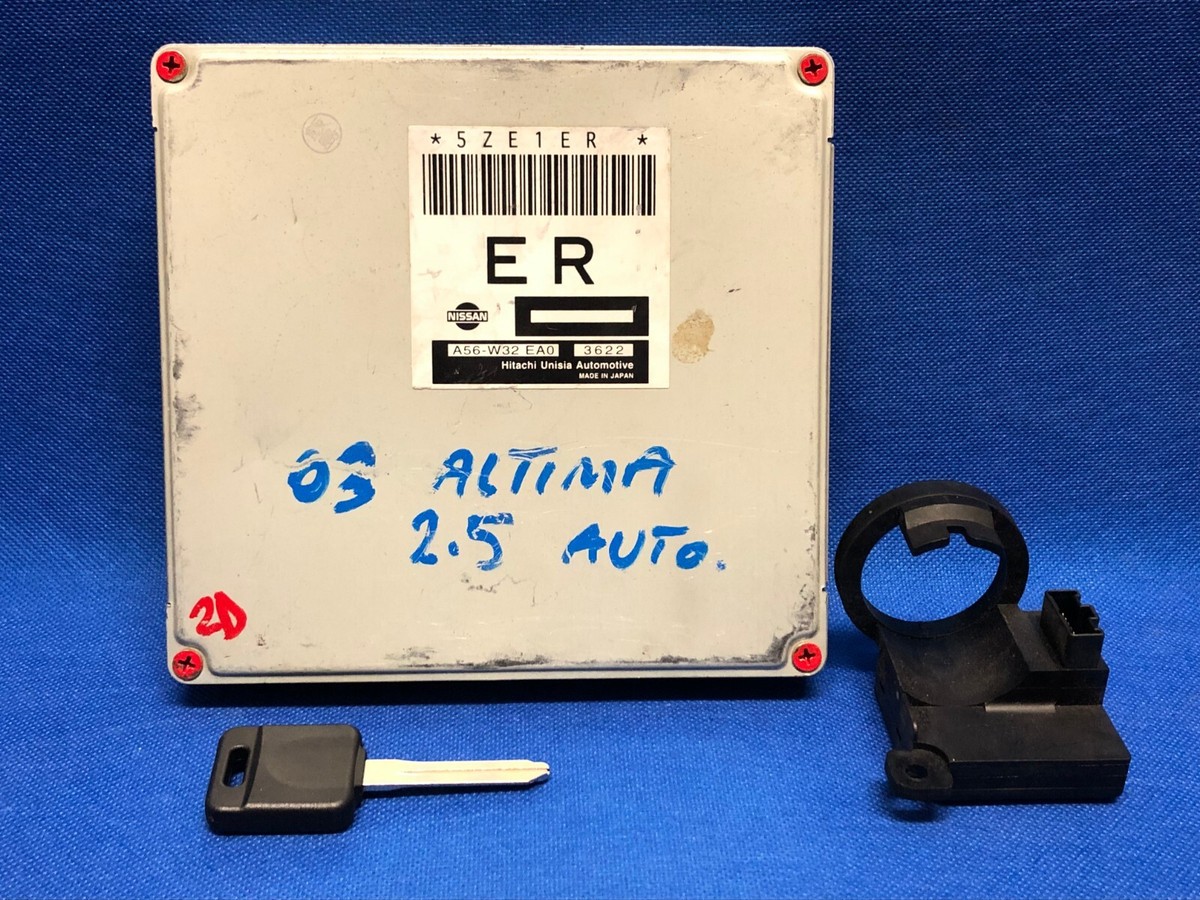 *5ZE1ER *
ER
NISSAN
A56-W32 EA0 3622
Hitachi Unisia Automotive
MADE IN JAPAN
03 ALTIMA
2.5 AUTO.
2D